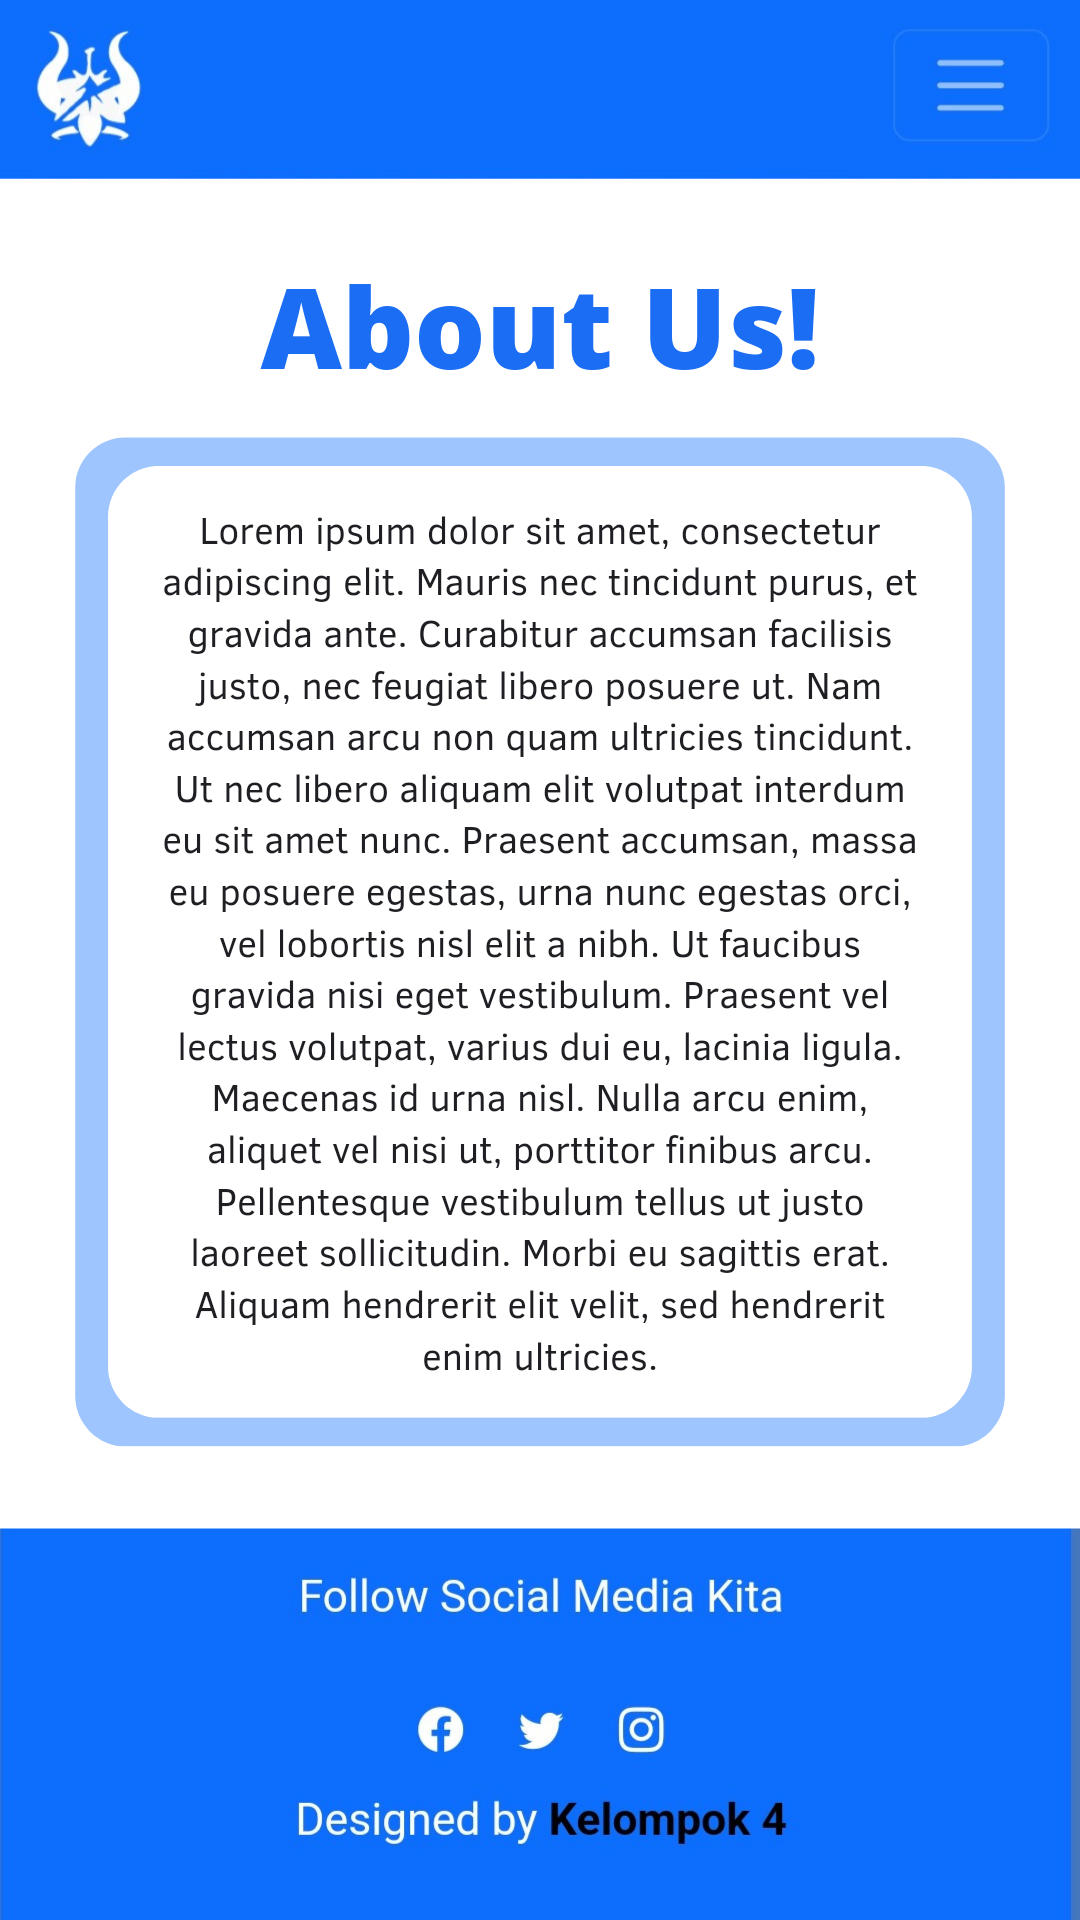 About Us!
Lorem ipsum dolor sit amet, consectetur
adipiscing elit. Mauris nec tincidunt purus, et
gravida ante. Curabitur accumsan facilisis
justo, nec feugiat libero posuere ut. Nam
accumsan arcu non quam ultricies tincidunt.
Ut nec libero aliquam elit volutpat interdum
eu sit amet nunc. Praesent accumsan, massa
eu posuere egestas, urna nunc egestas orci,
vel lobortis nisl elit a nibh. Ut faucibus
gravida nisi eget vestibulum. Praesent vel
lectus volutpat, varius dui eu, lacinia ligula.
Maecenas id urna nisl. Nulla arcu enim,
aliquet vel nisi ut, porttitor finibus arcu.
Pellentesque vestibulum tellus ut justo
laoreet sollicitudin. Morbi eu sagittis erat.
Aliquam hendrerit elit velit, sed hendrerit
enim ultricies.
Follow Social Media Kita
Designed by Kelompok 4